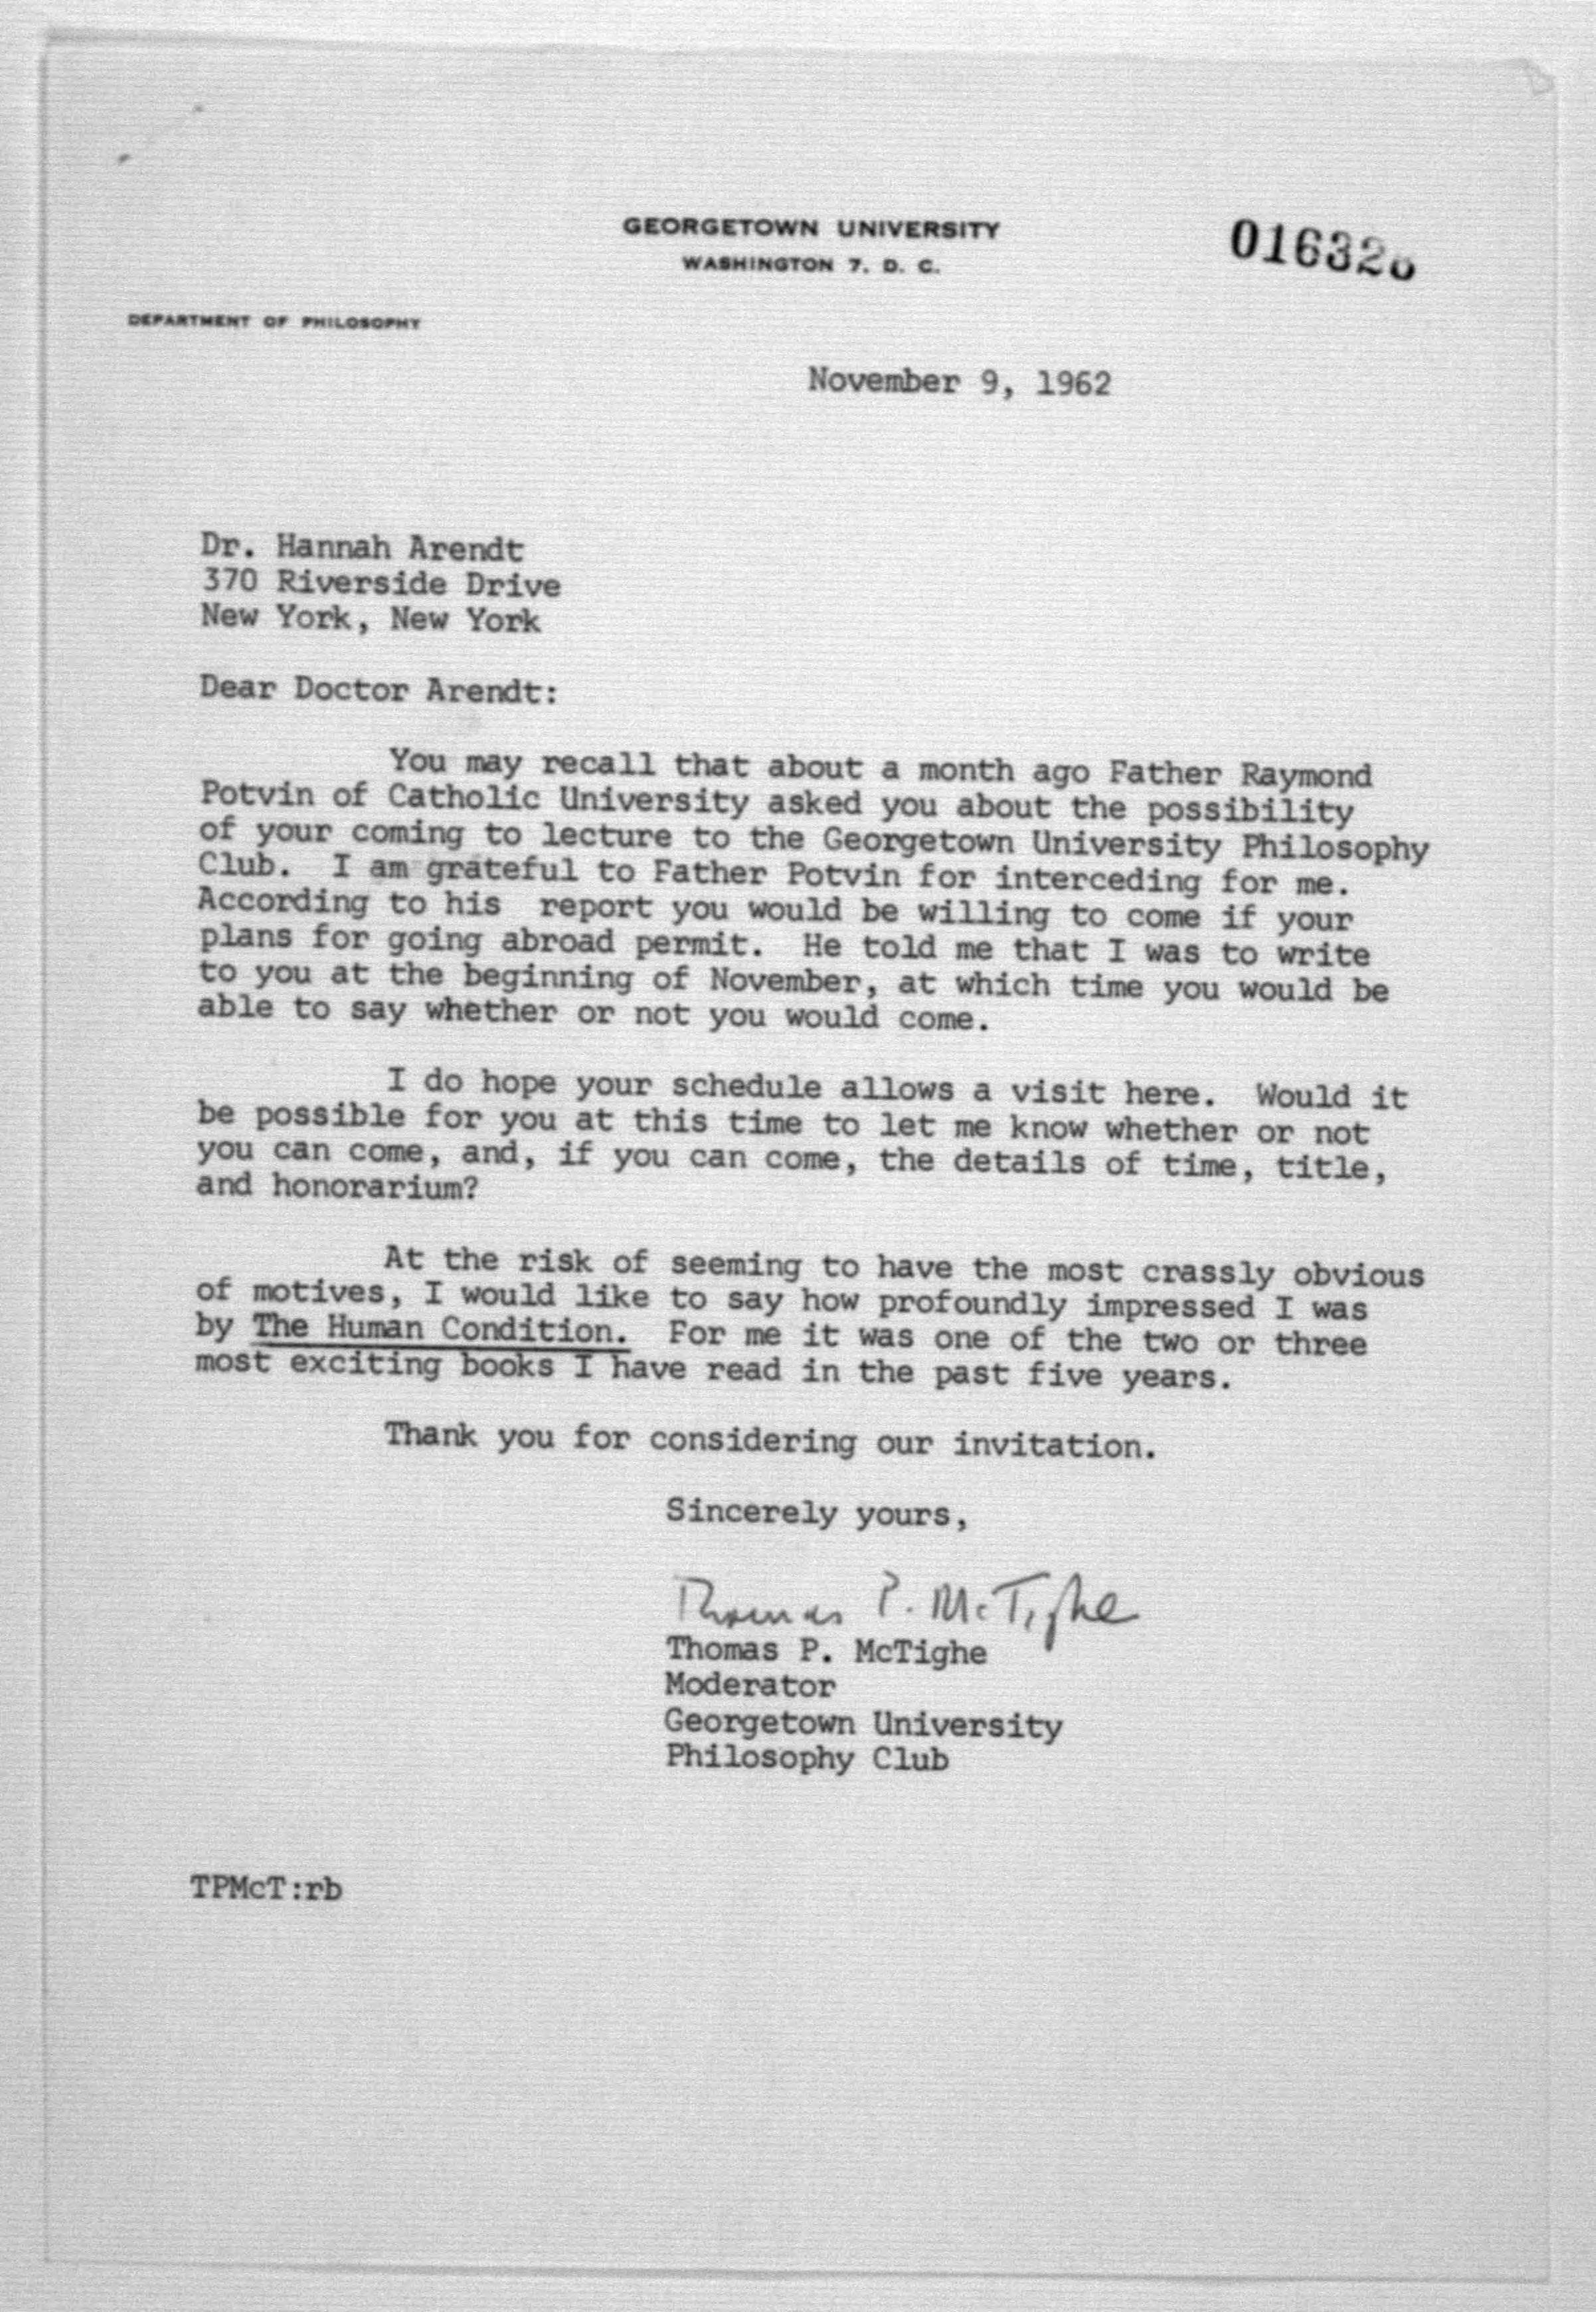 GEORGETOWN UNIVERSITY
WASHINGTON 7, D. C.
DEPARTMENT OF PHILOSOPHY
November 9, 1962
Dr. Hannah Arendt
370 Riverside Drive
New York, New York
Dear Doctor Arendt:
You may recall that about a month ago Father Raymond
Potvin of Catholic University asked you about the possibility
of your coming to lecture to the Georgetown University Philosophy
Club. I am grateful to Father Potvin for interceding for me.
According to his report you would be willing to come if your
plans for going abroad permit. He told me that I was to write
to you at the beginning of November, at which time you would be
able to say whether or not you would come.
I do hope your schedule allows a visit here. Would it
be possible for you at this time to let me know whether or not
you can come, and, if you can come, the details of time, title,
and honorarium?
At the risk of seeming to have the most crassly obvious
of motives, I would like to say how profoundly impressed I was
by The Human Condition. For me it was one of the two or three
most exciting books I have read in the past five years.
Thank you for considering our invitation.
Sincerely yours,
Thomas P. McTighe
Thomas P. McTighe
Moderator
Georgetown University
Philosophy Club
TPMcT:rb